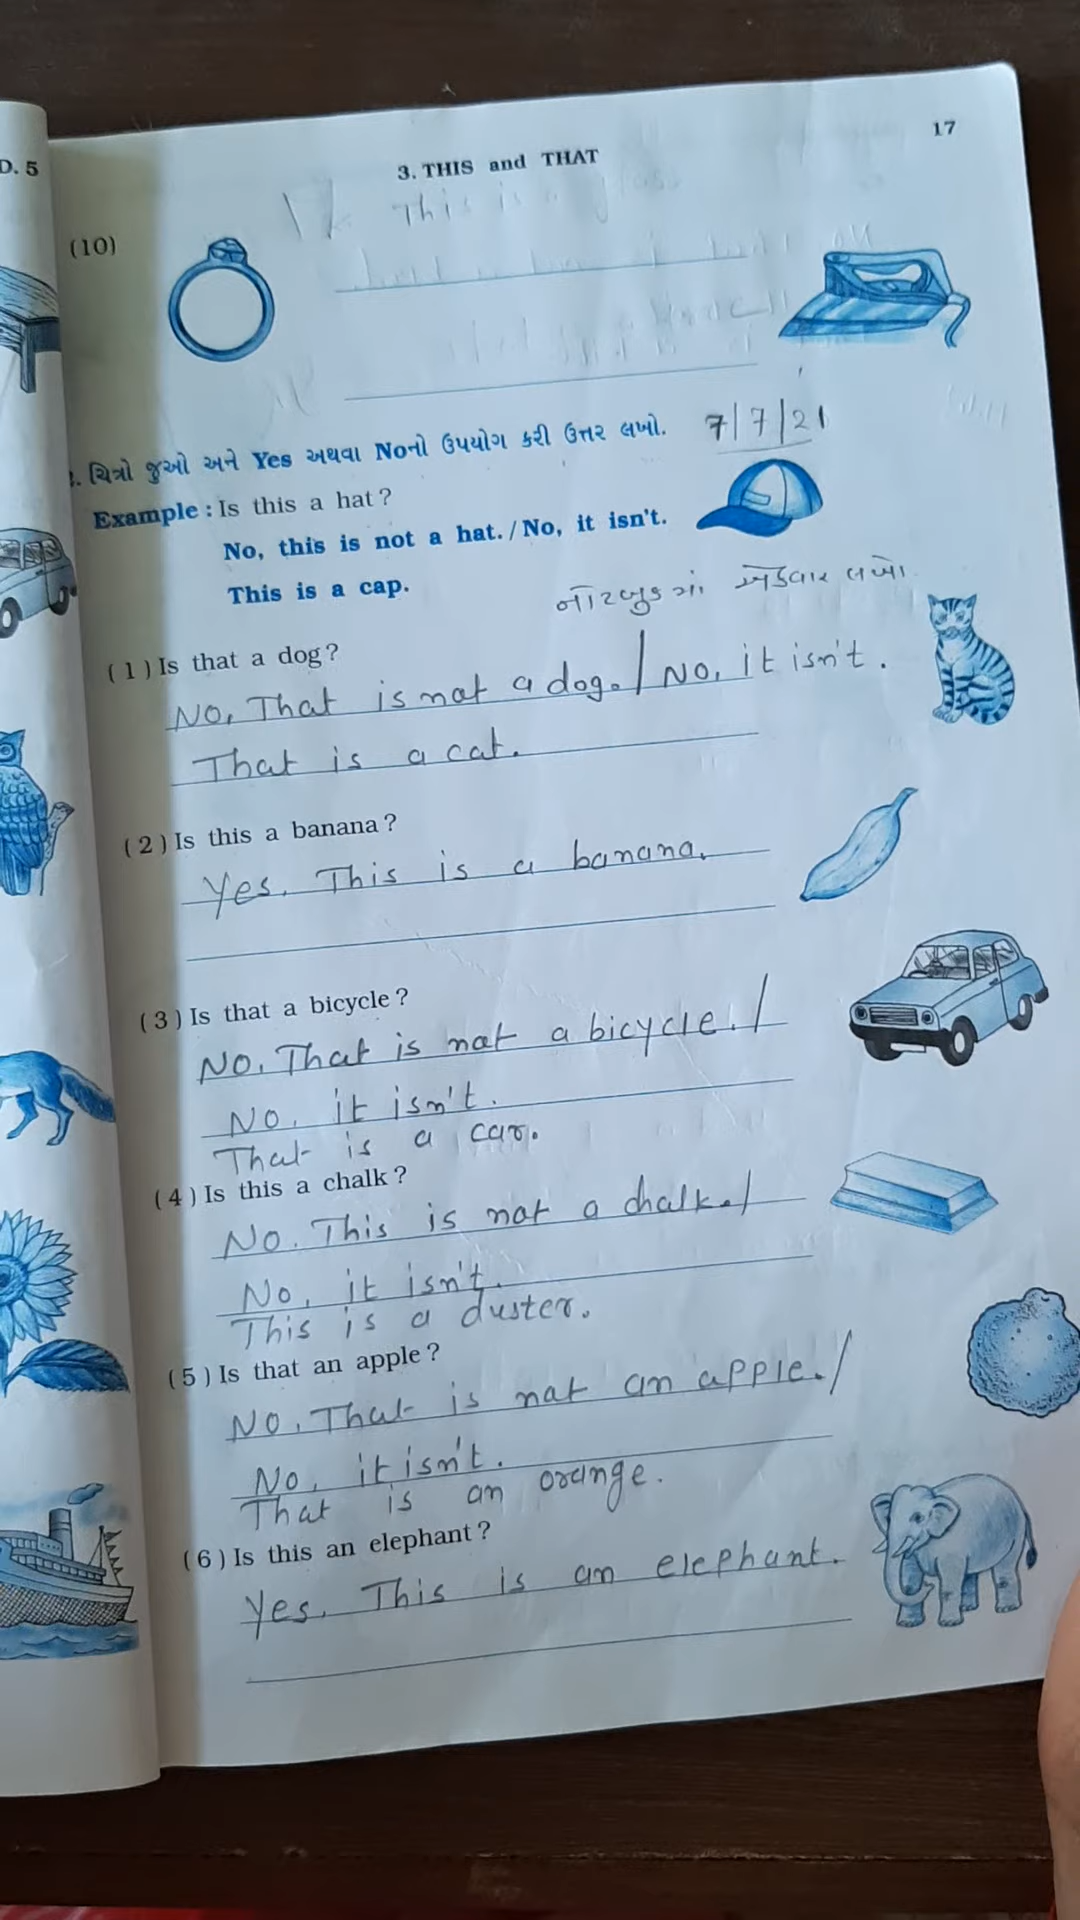 D. 5
17
3. THIS and THAT
This is a
(10)
2. ચિત્રો જુઓ અને Yes અથવા Noનો ઉપયોગ કરી ઉત્તર લખો. 7/7/21
Example : Is this a hat?
No, this is not a hat. / No, it isn't.
This is a cap.
નોટબુકમાં એકવાર લખો.
(1) Is that a dog?
No, That is not a dog. / No, it isn't.
That is a cat.
(2) Is this a banana?
Yes. This is a banana.
(3) Is that a bicycle?
No. That is not a bicycle. /
No, it isn't.
That is a car.
(4) Is this a chalk?
No. This is not a chalk. /
No, it isn't.
This is a duster.
(5) Is that an apple?
No. That is not an apple. /
No, it isn't.
That is an orange.
(6) Is this an elephant?
Yes. This is an elephant.